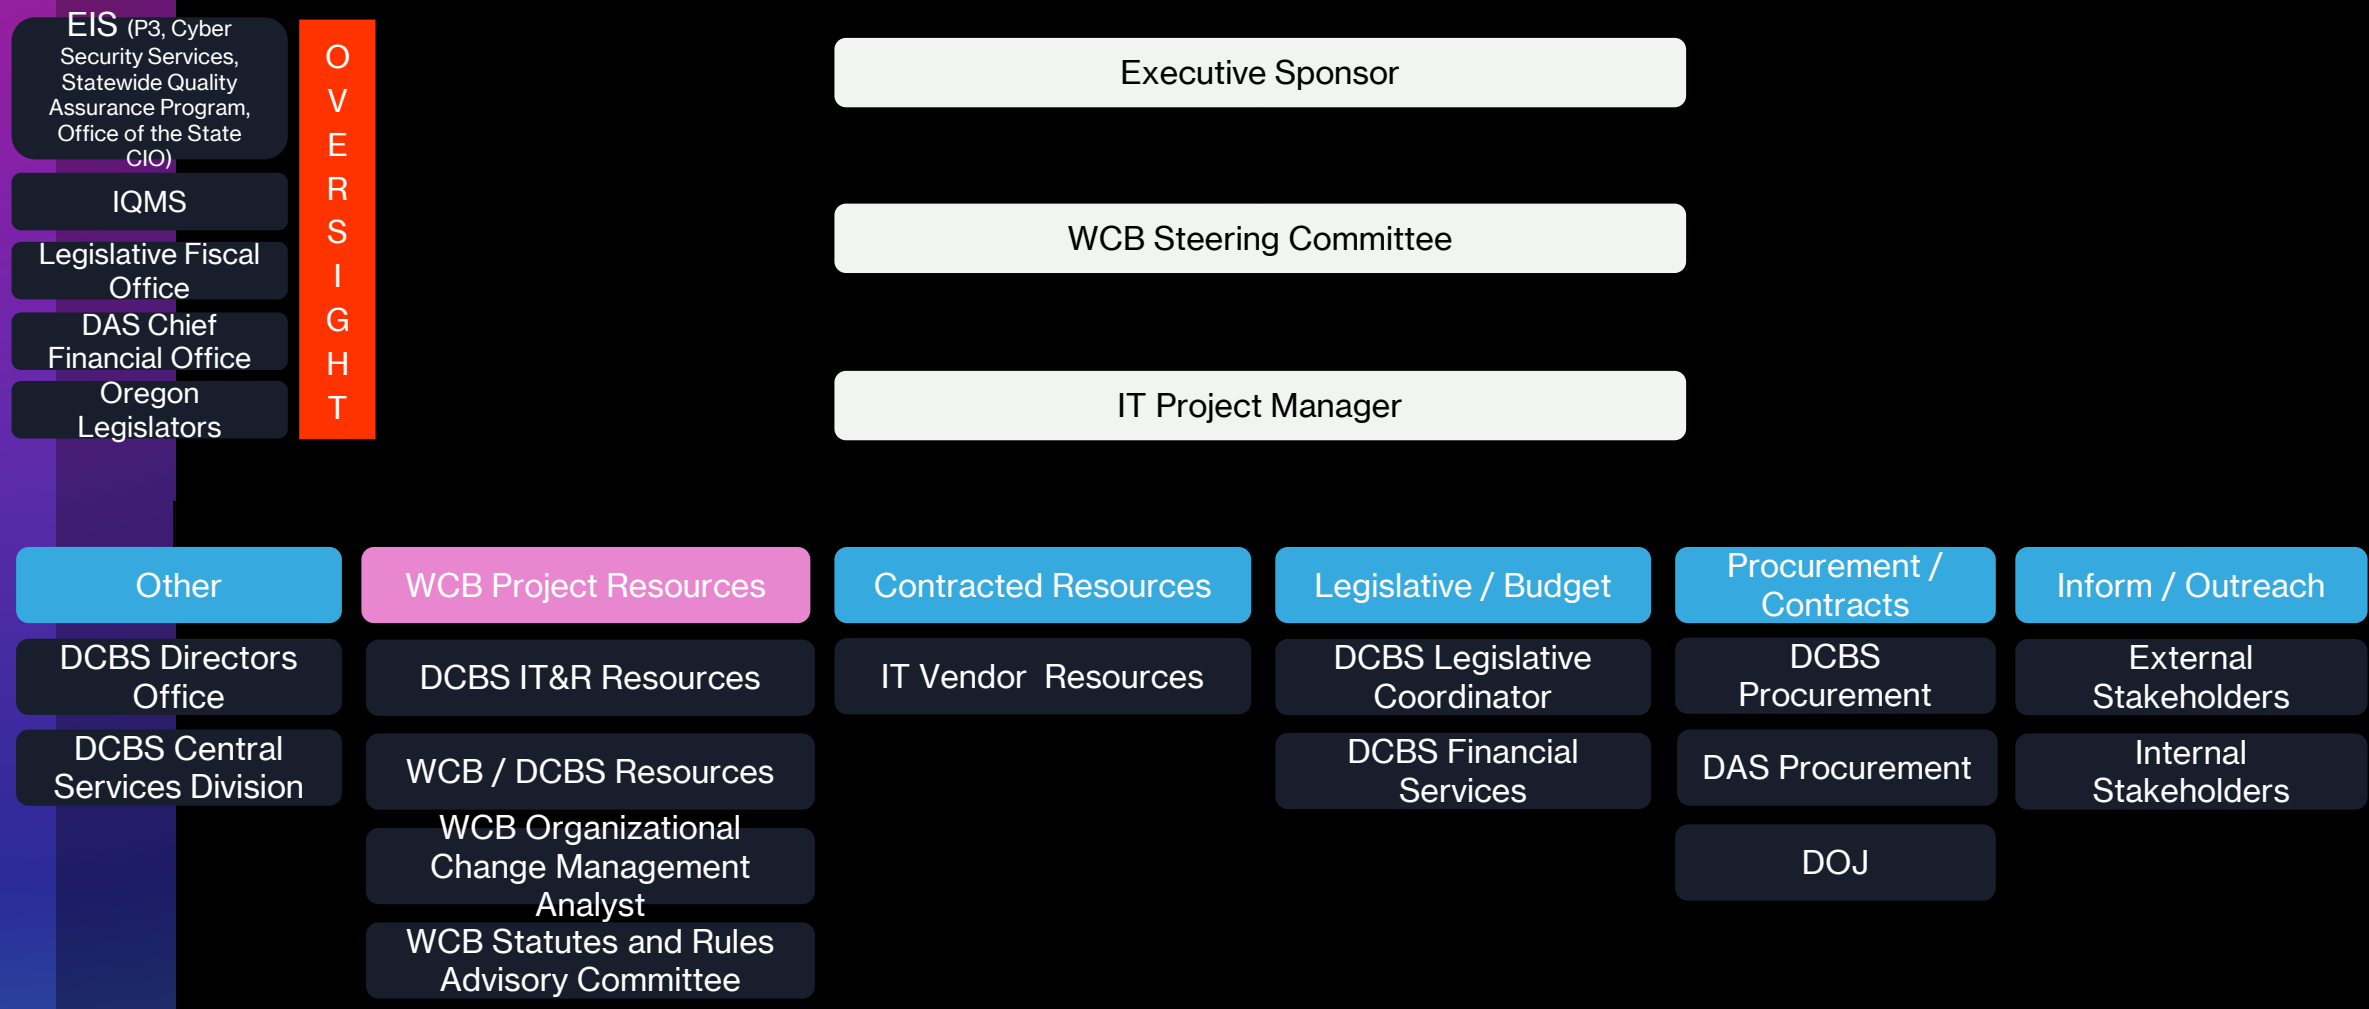 EIS (P3, Cyber
Security Services,
Statewide Quality
Assurance Program,
Office of the State
CIO)
IQMS
Legislative Fiscal
Office
DAS Chief
Financial Office
Oregon
Legislators
O
V
E
R
S
I
G
H
T
Executive Sponsor
WCB Steering Committee
IT Project Manager
Other
DCBS Directors
Office
DCBS Central
Services Division
WCB Project Resources
DCBS IT&R Resources
WCB / DCBS Resources
WCB Organizational
Change Management
Analyst
WCB Statutes and Rules
Advisory Committee
Contracted Resources
IT Vendor  Resources
Legislative / Budget
DCBS Legislative
Coordinator
DCBS Financial
Services
Procurement /
Contracts
DCBS
Procurement
DAS Procurement
DOJ
Inform / Outreach
External
Stakeholders
Internal
Stakeholders